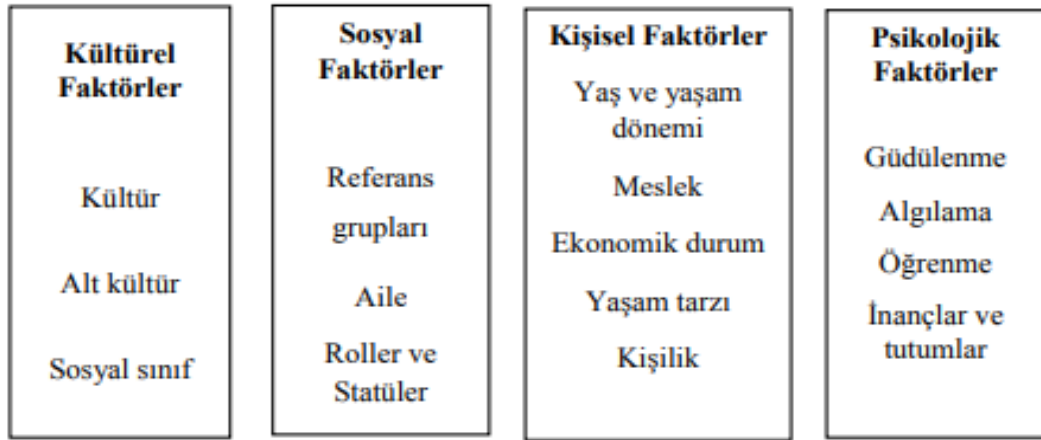 Kültürel
Faktörler
Kültür
Alt kültür
Sosyal sınıf
Sosyal
Faktörler
Referans
grupları
Aile
Roller ve
Statüler
Kişisel Faktörler
Yaş ve yaşam
dönemi
Meslek
Ekonomik durum
Yaşam tarzı
Kişilik
Psikolojik
Faktörler
Güdülenme
Algılama
Öğrenme
İnançlar ve
tutumlar